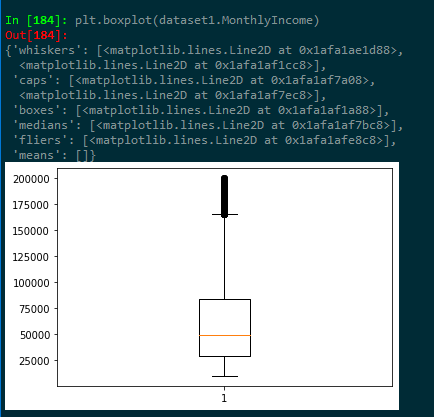 In [184]: plt.boxplot(dataset1.MonthlyIncome)
Out[184]:
{'whiskers': [<matplotlib.lines.Line2D at 0x1afa1ae1d88>,
<matplotlib.lines.Line2D at 0x1afa1af1cc8>],
'caps': [<matplotlib.lines.Line2D at 0x1afa1af7a08>,
<matplotlib.lines.Line2D at 0x1afa1af7ec8>],
'boxes': [<matplotlib.lines.Line2D at 0x1afa1af1a88>],
'medians': [<matplotlib.lines.Line2D at 0x1afa1af7bc8>],
'fliers': [<matplotlib.lines.Line2D at 0x1afa1afe8c8>],
'means': []}
200000
175000
150000
125000
100000
75000
50000
25000
1